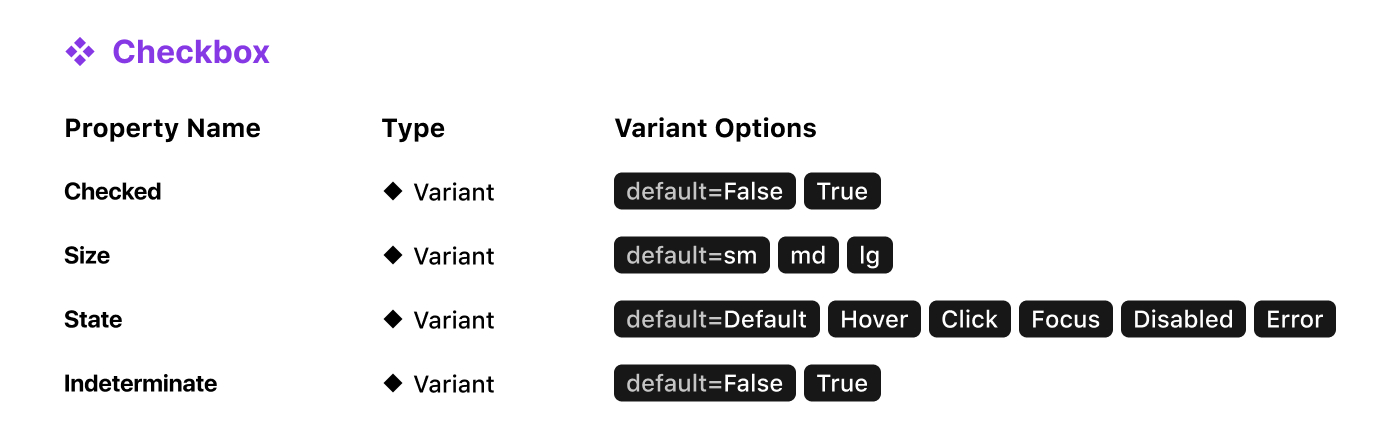 Checkbox
Property Name Type Variant Options
Checked Variant default=False True
Size Variant default=sm md lg
State Variant default=Default Hover Click Focus Disabled Error
Indeterminate Variant default=False True